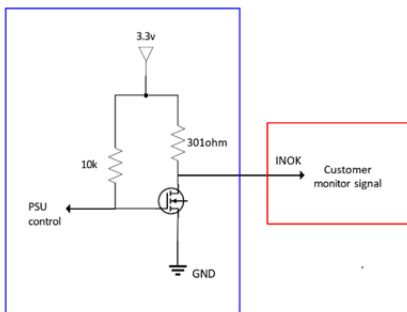 3.3v
301ohm
10k
INOK
Customer
monitor signal
PSU
control
GND